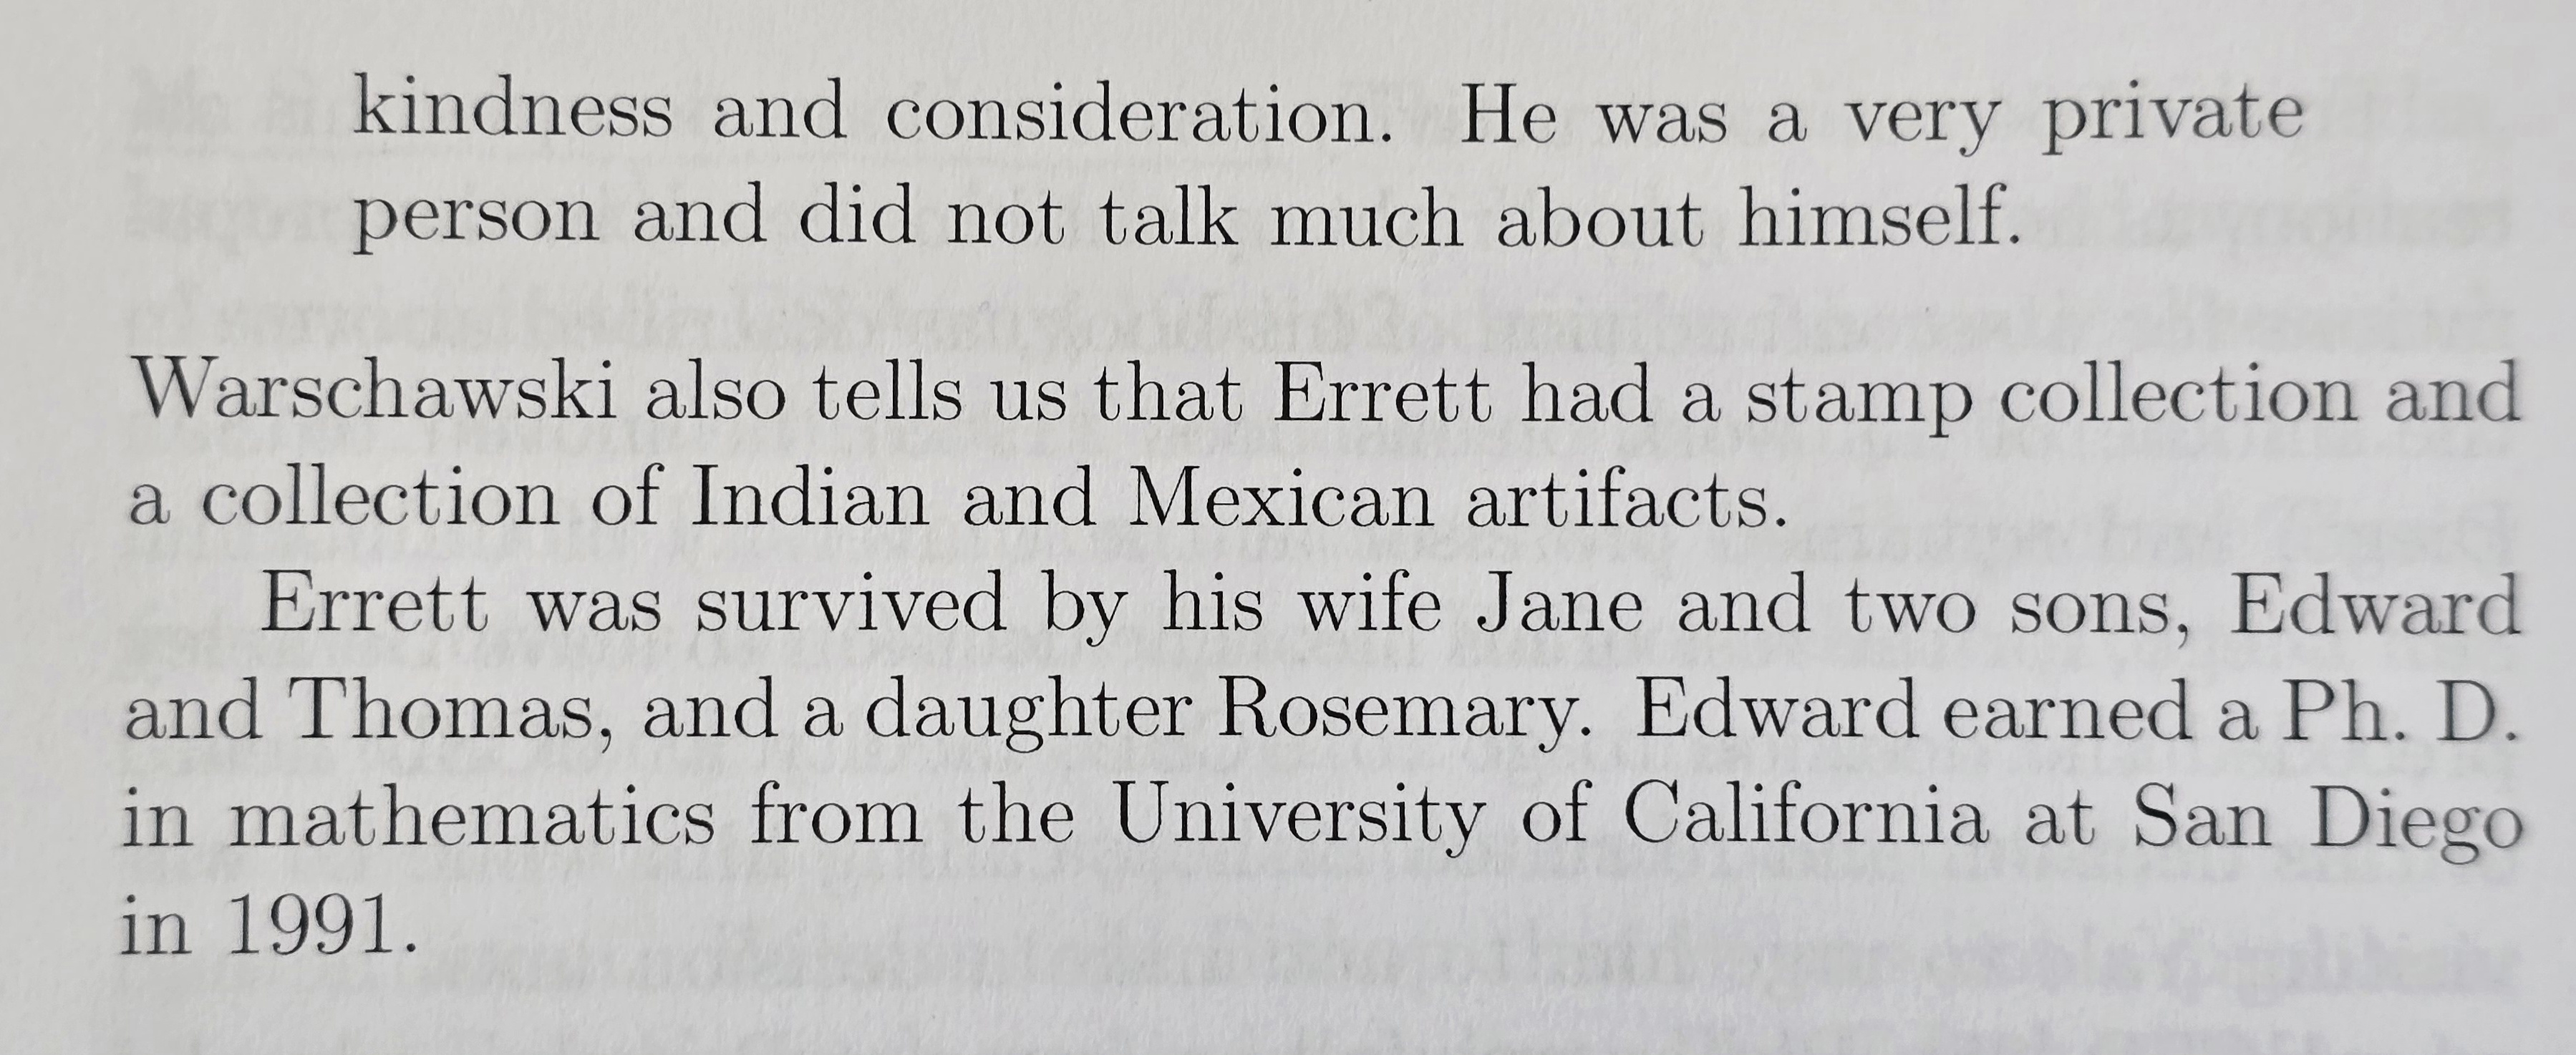 kindness and consideration. He was a very private
person and did not talk much about himself.
Warschawski also tells us that Errett had a stamp collection and
a collection of Indian and Mexican artifacts.
Errett was survived by his wife Jane and two sons, Edward
and Thomas, and a daughter Rosemary. Edward earned a Ph. D.
in mathematics from the University of California at San Diego
in 1991.